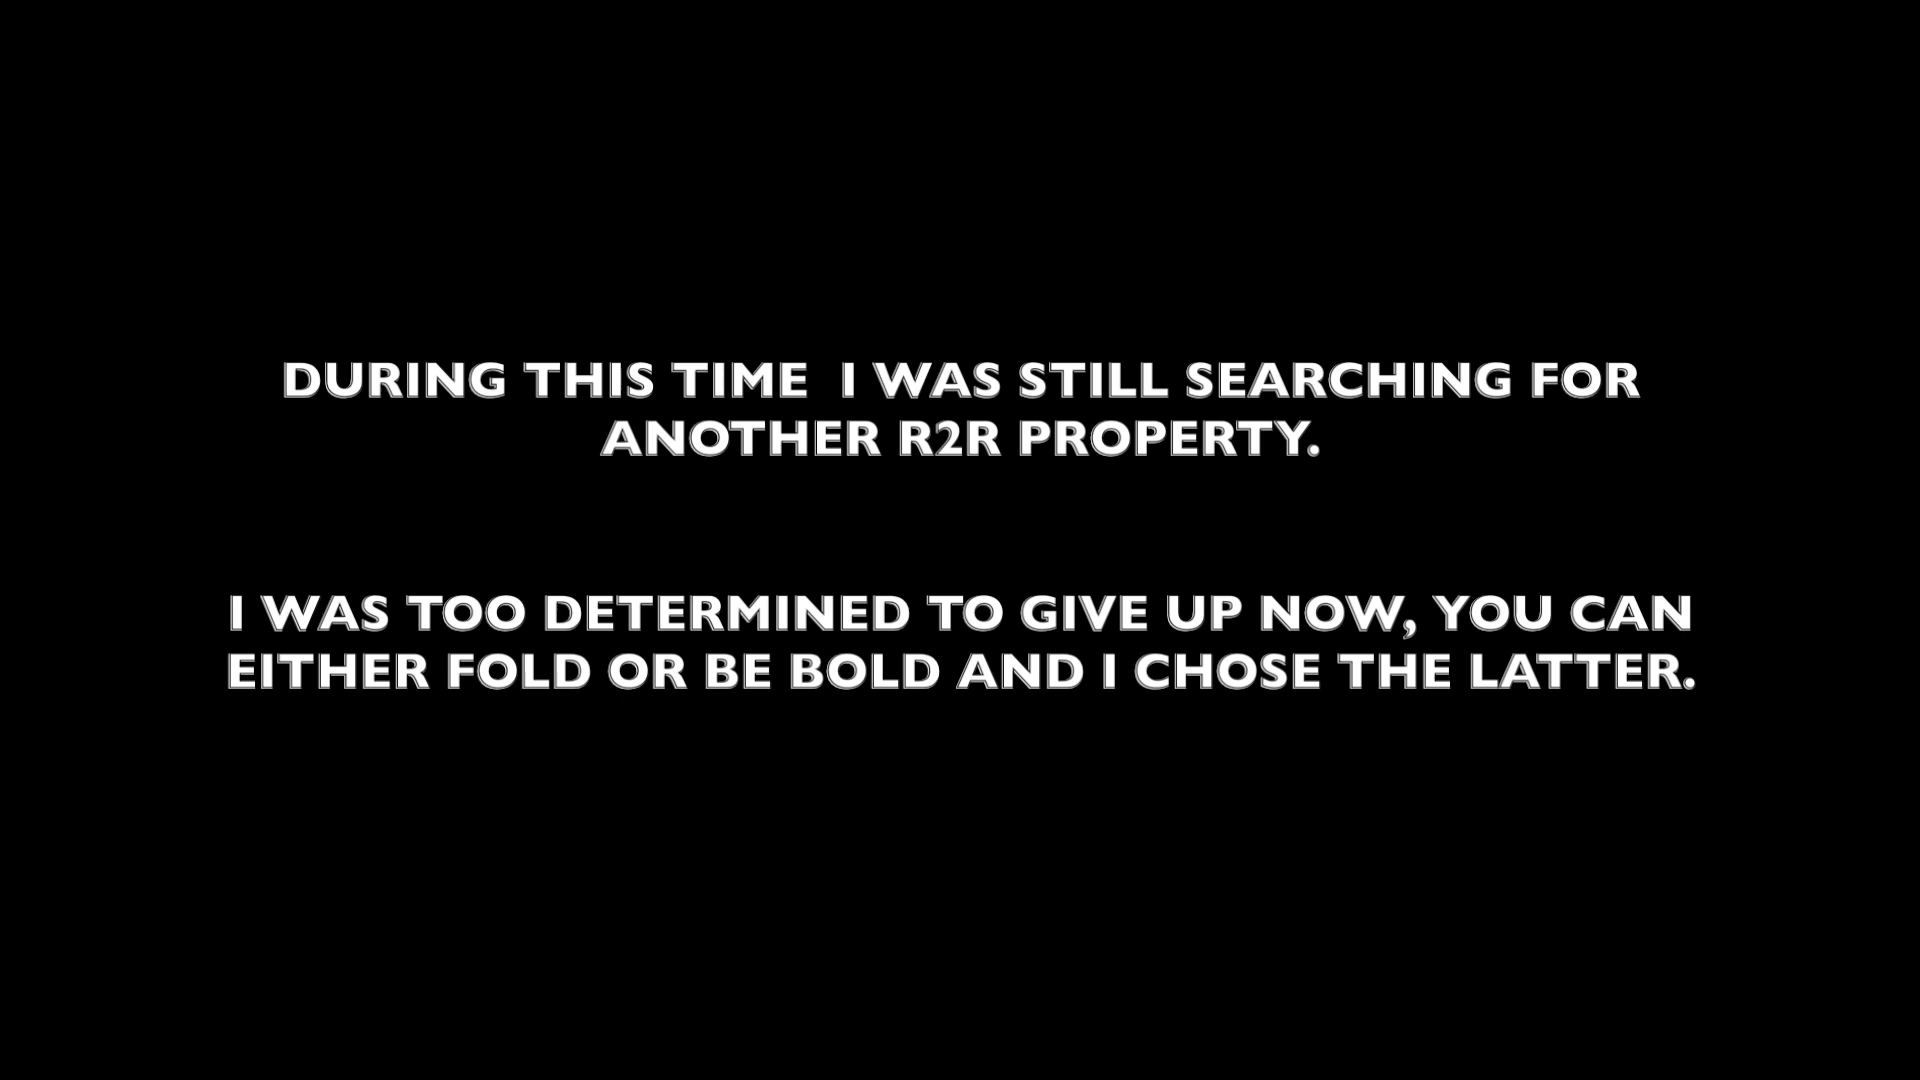 DURING THIS TIME  I WAS STILL SEARCHING FOR
ANOTHER R2R PROPERTY.
I WAS TOO DETERMINED TO GIVE UP NOW, YOU CAN
EITHER FOLD OR BE BOLD AND I CHOSE THE LATTER.